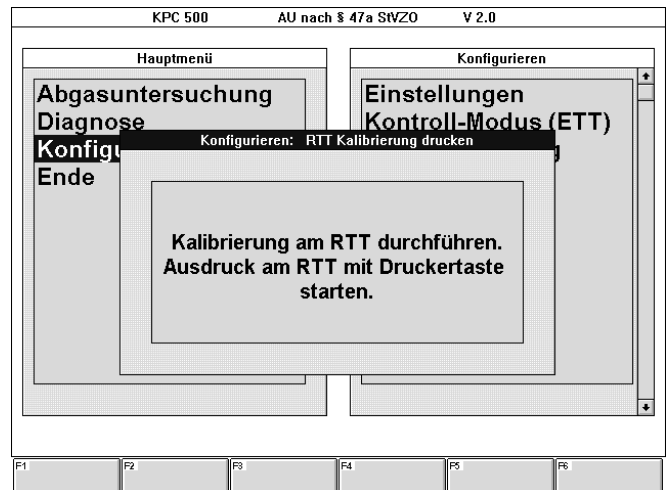 KPC 500 AU nach § 47a StVZO V 2.0
Hauptmenü
Konfigurieren
Abgasuntersuchung
Diagnose
Ende
Einstellungen
Kontroll-Modus (ETT)
Konfigurieren: RTT Kalibrierung drucken
Kalibrierung am RTT durchführen.
Ausdruck am RTT mit Druckertaste
starten.
F1 F2 F3 F4 F5 F6